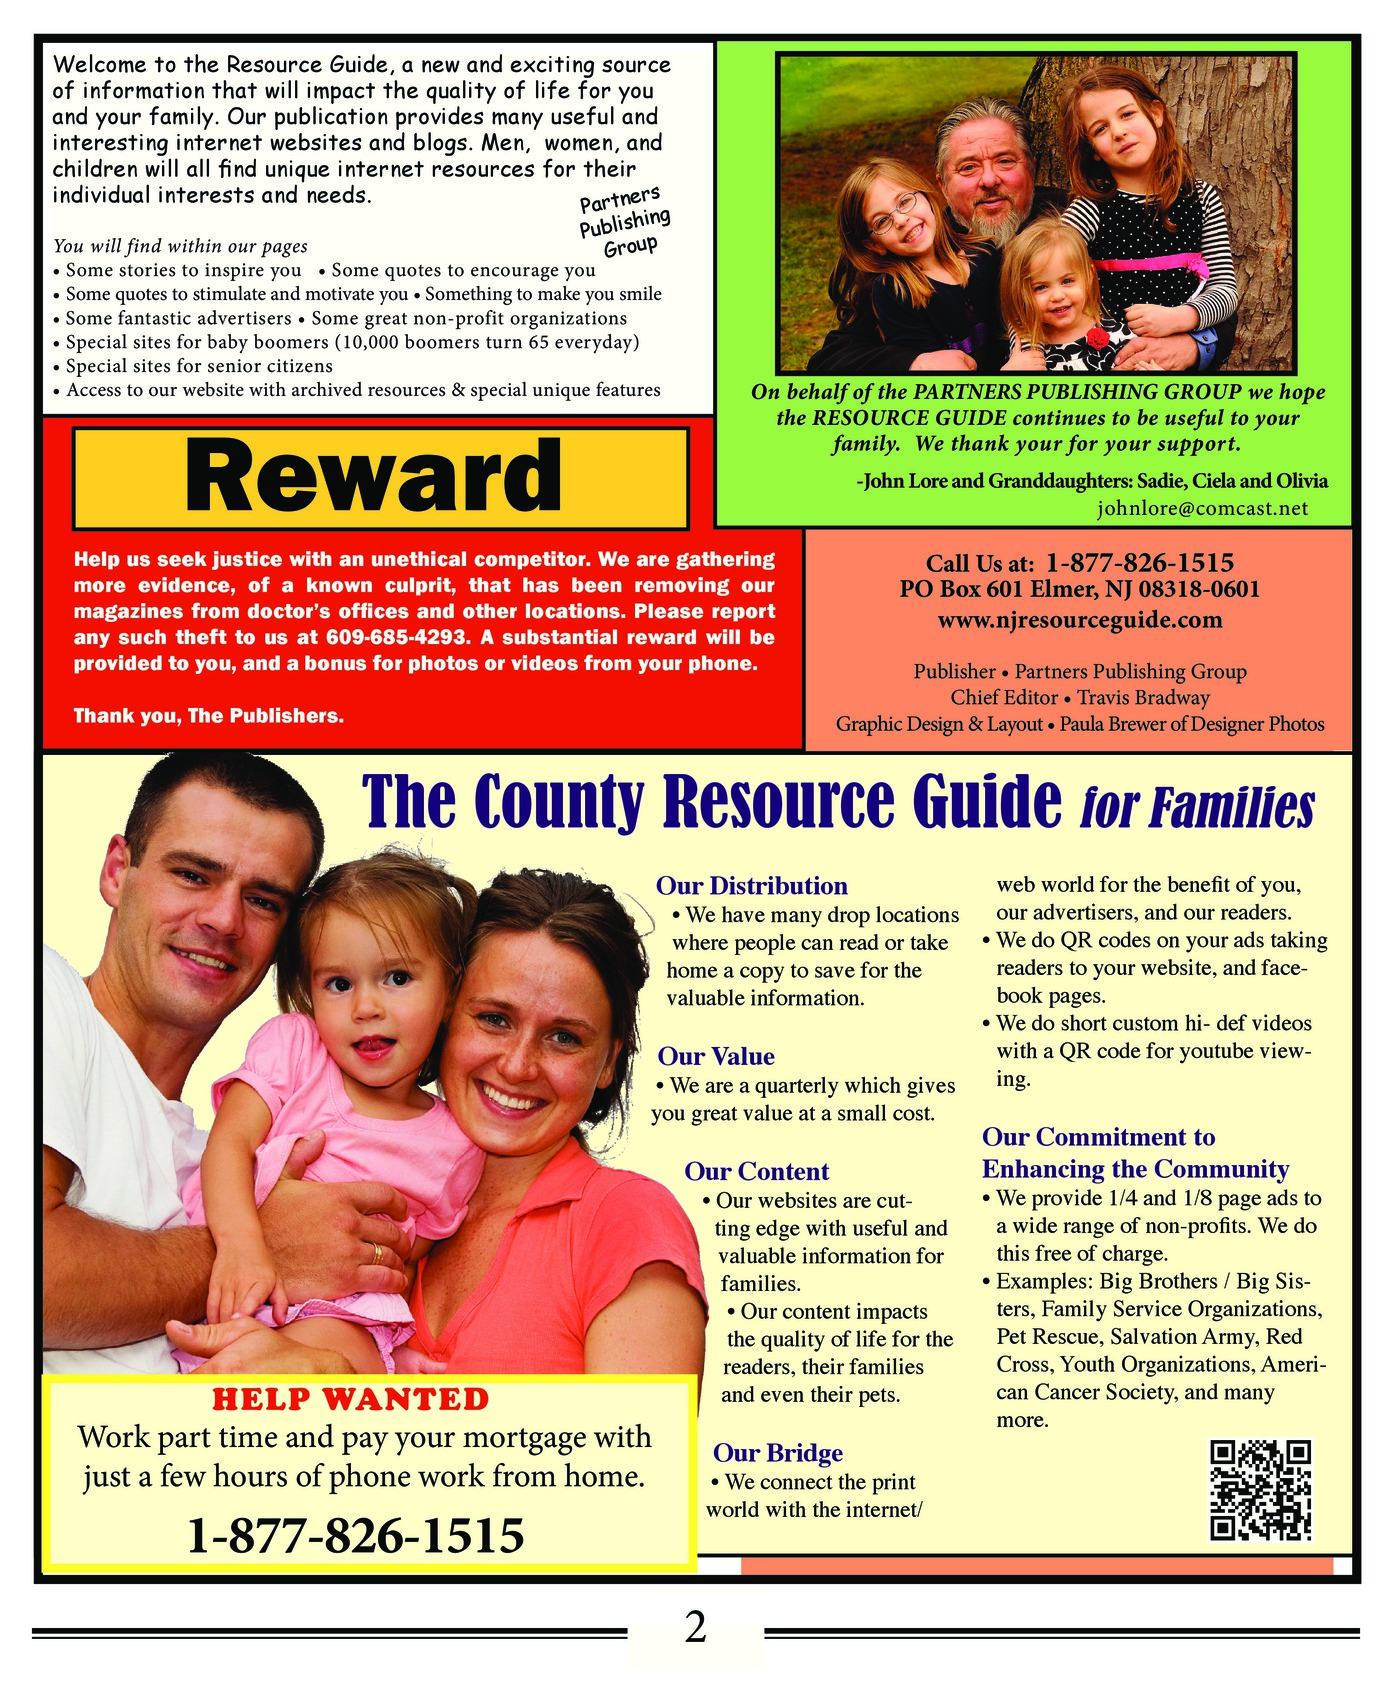 Welcome to the Resource Guide, a new and exciting source
of information that will impact the quality of life for you
and your family. Our publication provides many useful and
interesting internet websites and blogs. Men,  women, and
children will all find unique internet resources for their
individual interests and needs.
Partners
Publishing
Group
You will find within our pages
• Some stories to inspire you   • Some quotes to encourage you
• Some quotes to stimulate and motivate you • Something to make you smile
• Some fantastic advertisers • Some great non-profit organizations
• Special sites for baby boomers (10,000 boomers turn 65 everyday)
• Special sites for senior citizens
• Access to our website with archived resources & special unique features
On behalf of the PARTNERS PUBLISHING GROUP we hope
the RESOURCE GUIDE continues to be useful to your
family.  We thank your for your support.
-John Lore and Granddaughters: Sadie, Ciela and Olivia
johnlore@comcast.net
Reward
Help us seek justice with an unethical competitor. We are gathering
more evidence, of a known culprit, that has been removing our
magazines from doctor's offices and other locations. Please report
any such theft to us at 609-685-4293. A substantial reward will be
provided to you, and a bonus for photos or videos from your phone.
Thank you, The Publishers.
Call Us at:  1-877-826-1515
PO Box 601 Elmer, NJ 08318-0601
www.njresourceguide.com
Publisher • Partners Publishing Group
Chief Editor • Travis Bradway
Graphic Design & Layout • Paula Brewer of Designer Photos
The County Resource Guide for Families
Our Distribution
• We have many drop locations
where people can read or take
home a copy to save for the
valuable information.
Our Value
• We are a quarterly which gives
you great value at a small cost.
Our Content
• Our websites are cut-
ting edge with useful and
valuable information for
families.
• Our content impacts
the quality of life for the
readers, their families
and even their pets.
Our Bridge
• We connect the print
world with the internet/
web world for the benefit of you,
our advertisers, and our readers.
• We do QR codes on your ads taking
readers to your website, and face-
book pages.
• We do short custom hi- def videos
with a QR code for youtube view-
ing.
Our Commitment to
Enhancing the Community
• We provide 1/4 and 1/8 page ads to
a wide range of non-profits. We do
this free of charge.
• Examples: Big Brothers / Big Sis-
ters, Family Service Organizations,
Pet Rescue, Salvation Army, Red
Cross, Youth Organizations, Ameri-
can Cancer Society, and many
more.
HELP WANTED
Work part time and pay your mortgage with
just a few hours of phone work from home.
1-877-826-1515
2